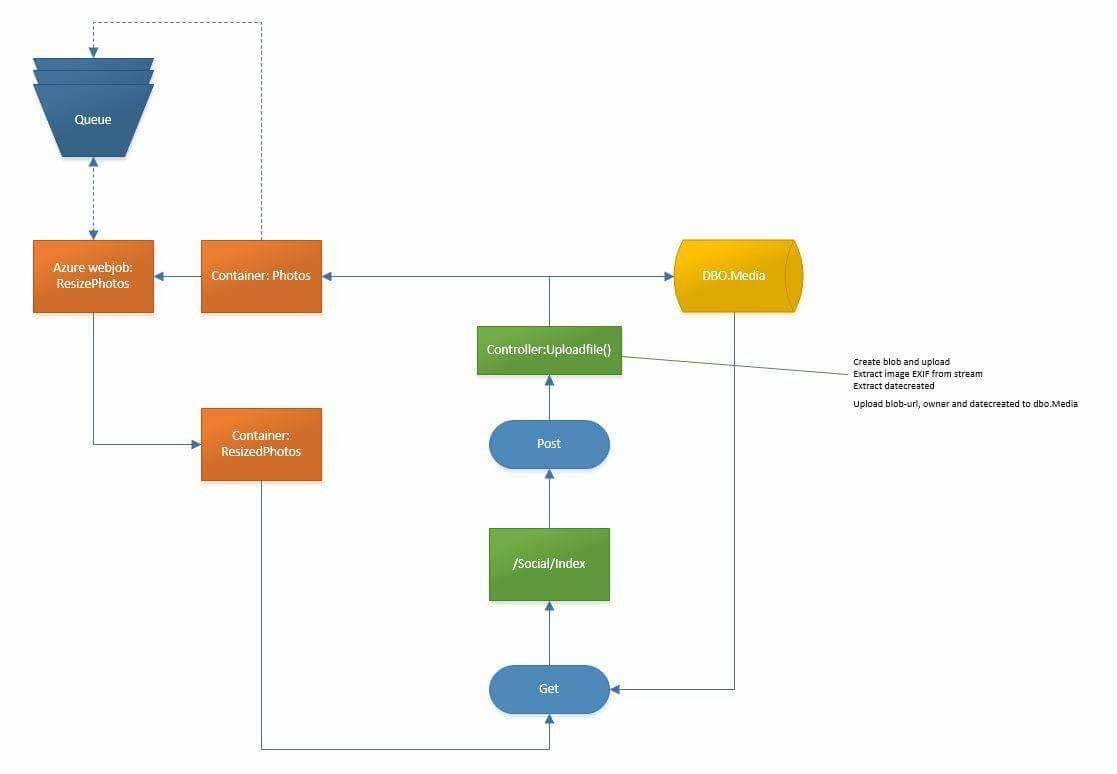 Queue
Azure webjob:
ResizePhotos
Container: Photos
DBO.Media
Controller:Uploadfile()
Create blob and upload
Extract image EXIF from stream
Extract datecreated
Upload blob-url, owner and datecreated to dbo.Media
Container:
ResizedPhotos
Post
/Social/Index
Get